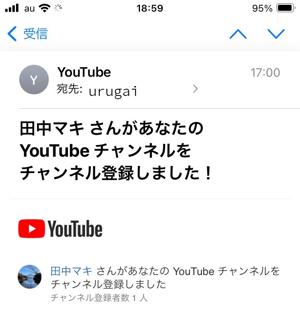 au 18:59 95%
受信
Y YouTube 17:00
宛先: urugai
田中マキ さんがあなたの
YouTube チャンネルを
チャンネル登録しました！
YouTube
田中マキ さんがあなたの YouTube チャンネルを
チャンネル登録しました
チャンネル登録者数 1 人